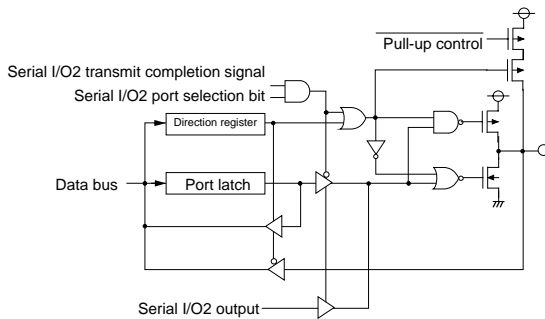 Pull-up control
Serial I/O2 transmit completion signal
Serial I/O2 port selection bit
Direction register
Data bus
Port latch
Serial I/O2 output